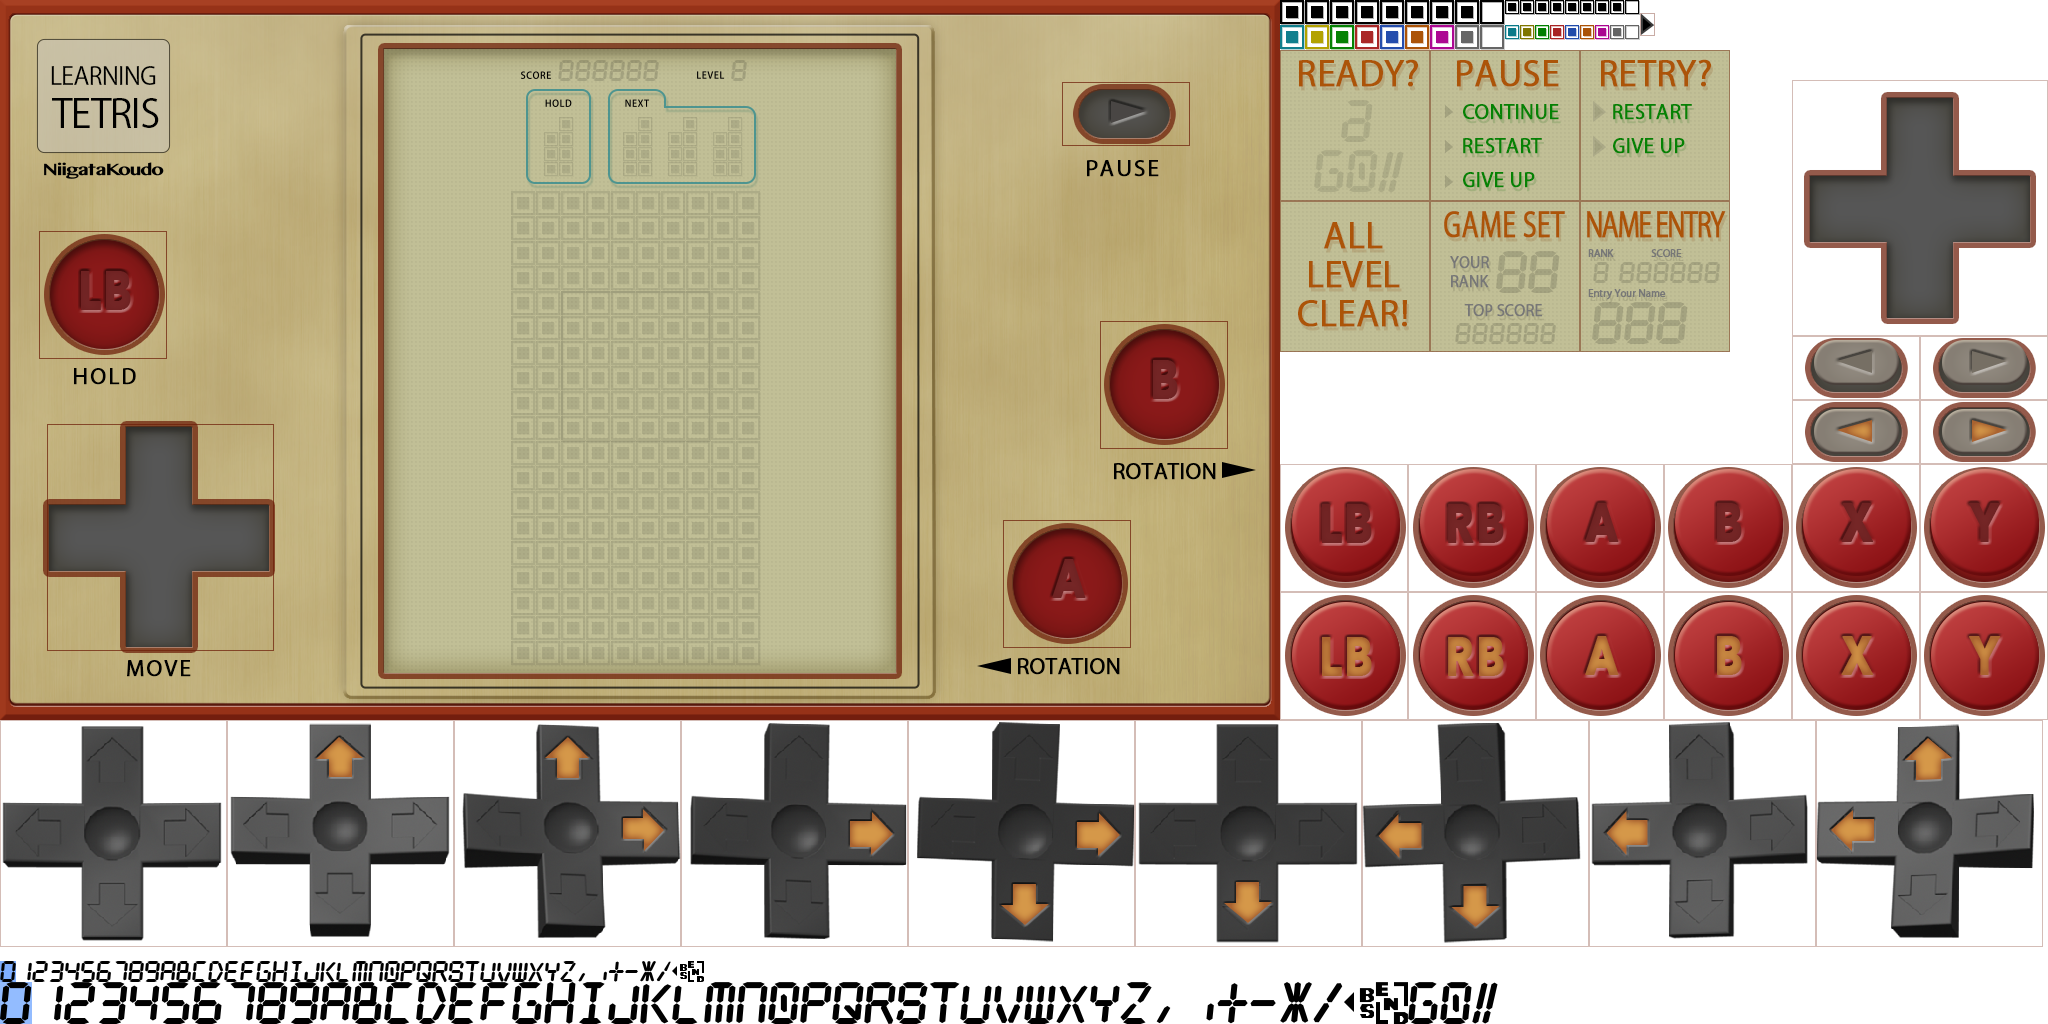 LEARNING
TETRIS
NiigataKoudo
LB
HOLD
MOVE
SCORE 888888 LEVEL 8
HOLD
NEXT
PAUSE
B
ROTATION
A
ROTATION
READY?
GO!!
PAUSE
CONTINUE
RESTART
GIVE UP
RETRY?
RESTART
GIVE UP
ALL
LEVEL
CLEAR!
GAME SET
YOUR
RANK 88
TOP SCORE
888888
NAME ENTRY
RANK SCORE
8 888888
Entry Your Name
888
LB RB A B X Y
LB RB A B X Y
0123456789ABCDEFGHIJKLMNOPQRSTUVWXYZ, .+-*/
0123456789ABCDEFGHIJKLMNOPQRSTUVWXYZ, .+-*/ GO!!